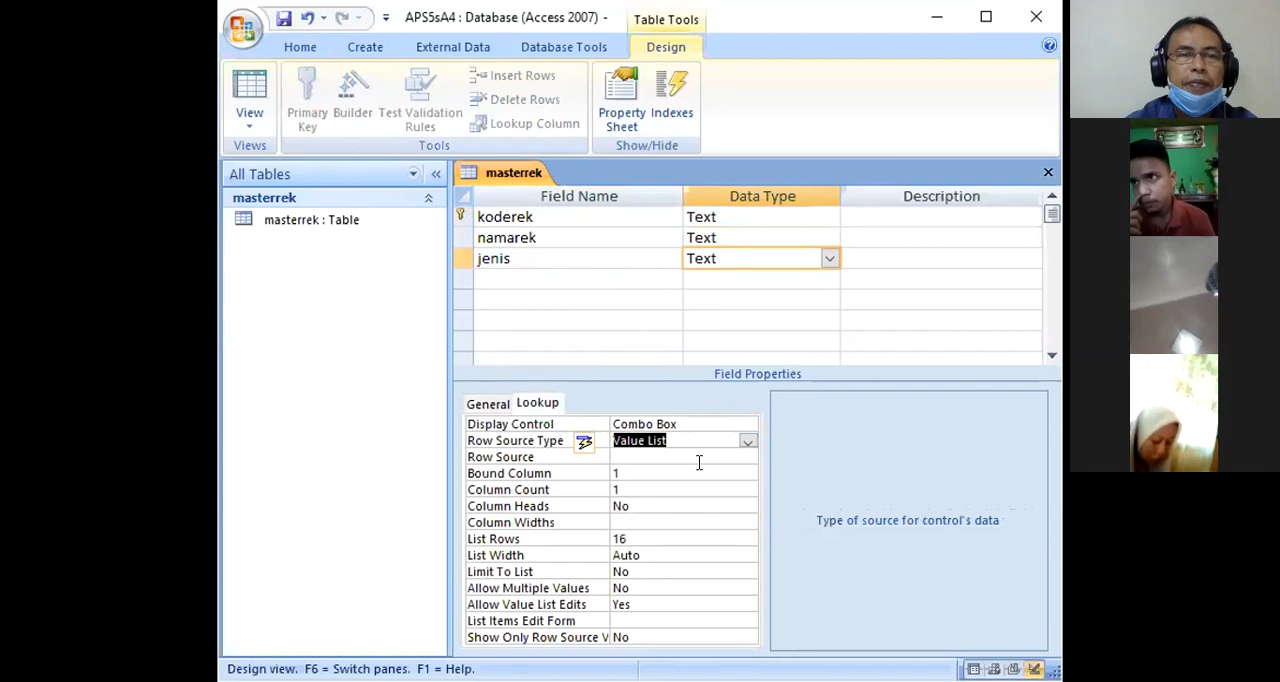 APS5sA4 : Database (Access 2007) -
Table Tools
Home
Create
External Data
Database Tools
Design
View
Primary Key
Builder
Test Validation Rules
Insert Rows
Delete Rows
Lookup Column
Property Sheet
Indexes
Views
Tools
Show/Hide
All Tables
masterrek
masterrek : Table
masterrek
Field Name Data Type Description
koderek Text
namarek Text
jenis Text
Field Properties
General Lookup
Display Control Combo Box
Row Source Type Value List
Row Source
Bound Column 1
Column Count 1
Column Heads No
Column Widths
List Rows 16
List Width Auto
Limit To List No
Allow Multiple Values No
Allow Value List Edits Yes
List Items Edit Form
Show Only Row Source V No
Type of source for control's data
Design view. F6 = Switch panes. F1 = Help.